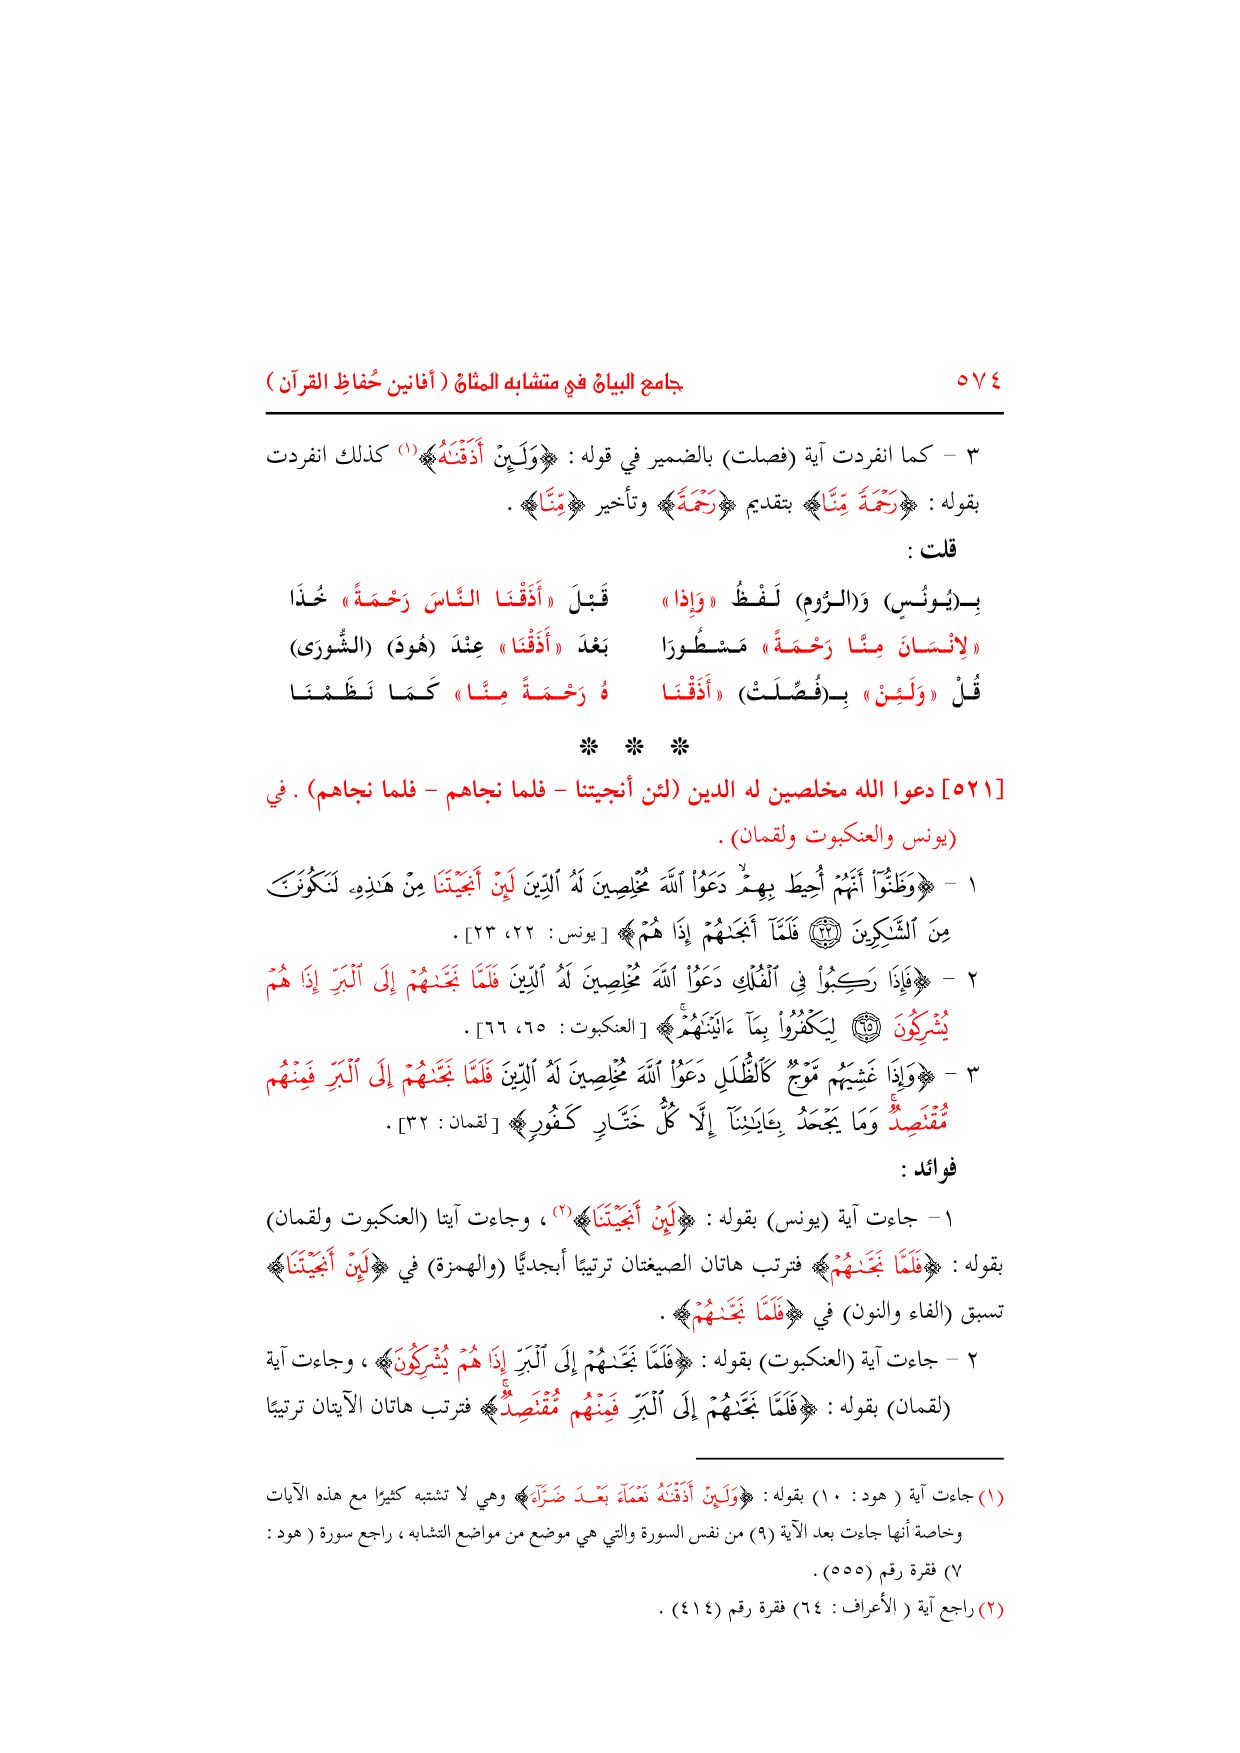 ٥٧٤ جامع البيان في متشابه المثان ( أفانين حُفاظِ القرآن )
٣ - كما انفردت آية (فصلت) بالضمير في قوله : ﴿وَلَئِنۡ أَذَقۡنَٰهُ﴾(١) كذلك انفردت
بقوله : ﴿رَحۡمَةٗ مِّنَّا﴾ بتقديم ﴿رَحۡمَةٗ﴾ وتأخير ﴿مِّنَّا﴾ .
قلت :
بِـ(يُونُسٍ) وَ(الرُّومِ) لَفْظُ « وَإِذا » قَبْلَ « أَذَقْنَا النَّاسَ رَحْمَةً » خُذَا
« لِانْسَانَ مِنَّا رَحْمَةً » مَسْطُورَا بَعْدَ « أَذَقْنَا » عِنْدَ (هُودَ) (الشُّورَى)
قُلْ « وَلَئِنْ » بِـ(فُصِّلَتْ) « أَذَقْنَا هُ رَحْمَةً مِنَّا » كَمَا نَظَمْنَا
❊ ❊ ❊
[٥٢١] دعوا الله مخلصين له الدين (لئن أنجيتنا - فلما نجاهم - فلما نجاهم) . في
(يونس والعنكبوت ولقمان) .
١ - ﴿وَظَنُّوٓاْ أَنَّهُمۡ أُحِيطَ بِهِمۡ دَعَوُاْ ٱللَّهَ مُخۡلِصِينَ لَهُ ٱلدِّينَ لَئِنۡ أَنجَيۡتَنَا مِنۡ هَٰذِهِۦ لَنَكُونَنَّ
مِنَ ٱلشَّٰكِرِينَ ٢٢ فَلَمَّآ أَنجَىٰهُمۡ إِذَا هُمۡ﴾ [يونس: ٢٢، ٢٣] .
٢ - ﴿فَإِذَا رَكِبُواْ فِي ٱلۡفُلۡكِ دَعَوُاْ ٱللَّهَ مُخۡلِصِينَ لَهُ ٱلدِّينَ فَلَمَّا نَجَّىٰهُمۡ إِلَى ٱلۡبَرِّ إِذَا هُمۡ
يُشۡرِكُونَ ٦٥ لِيَكۡفُرُواْ بِمَآ ءَاتَيۡنَٰهُمۡۚ﴾ [العنكبوت : ٦٥، ٦٦] .
٣ - ﴿وَإِذَا غَشِيَهُم مَّوۡجٞ كَٱلظُّلَلِ دَعَوُاْ ٱللَّهَ مُخۡلِصِينَ لَهُ ٱلدِّينَ فَلَمَّا نَجَّىٰهُمۡ إِلَى ٱلۡبَرِّ فَمِنۡهُم
مُّقۡتَصِدٞۚ وَمَا يَجۡحَدُ بِـَٔايَٰتِنَآ إِلَّا كُلُّ خَتَّارٖ كَفُورٖ﴾ [لقمان: ٣٢] .
فوائد :
١- جاءت آية (يونس) بقوله : ﴿لَئِنۡ أَنجَيۡتَنَا﴾(٢) ، وجاءت آيتا (العنكبوت ولقمان)
بقوله : ﴿فَلَمَّا نَجَّىٰهُمۡ﴾ فترتب هاتان الصيغتان ترتيبًا أبجديًّا (والهمزة) في ﴿لَئِنۡ أَنجَيۡتَنَا﴾
تسبق (الفاء والنون) في ﴿فَلَمَّا نَجَّىٰهُمۡ﴾ .
٢ - جاءت آية (العنكبوت) بقوله : ﴿فَلَمَّا نَجَّىٰهُمۡ إِلَى ٱلۡبَرِّ إِذَا هُمۡ يُشۡرِكُونَ﴾ ، وجاءت آية
(لقمان) بقوله : ﴿فَلَمَّا نَجَّىٰهُمۡ إِلَى ٱلۡبَرِّ فَمِنۡهُم مُّقۡتَصِدٞۚ﴾ فترتب هاتان الآيتان ترتيبًا
(١) جاءت آية ( هود : ١٠) بقوله : ﴿وَلَئِنۡ أَذَقۡنَٰهُ نَعۡمَآءَ بَعۡدَ ضَرَّآءَ﴾ وهي لا تشتبه كثيرًا مع هذه الآيات
وخاصة أنها جاءت بعد الآية (٩) من نفس السورة والتي هي موضع من مواضع التشابه ، راجع سورة ( هود :
٧) فقرة رقم (٥٥٥) .
(٢) راجع آية ( الأعراف : ٦٤) فقرة رقم (٤١٤) .